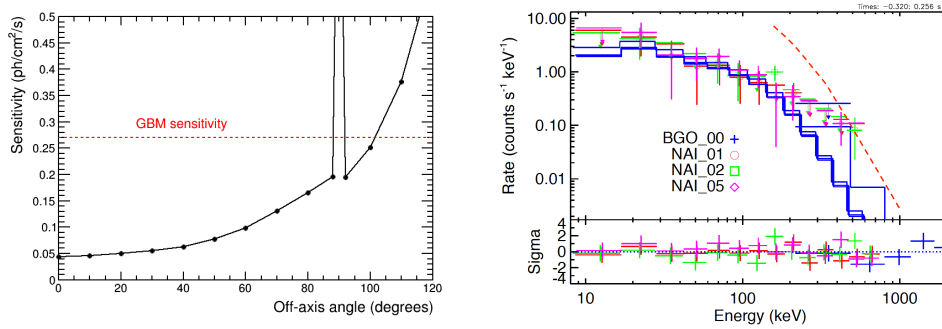 Sensitivity (ph/cm²/s)
0.5
0.45
0.4
0.35
0.3
0.25
0.2
0.15
0.1
0.05
0
GBM sensitivity
0 20 40 60 80 100 120
Off-axis angle (degrees)
Times: -0.320; 0.256 s
Rate (counts s⁻¹ keV⁻¹)
10.00
1.00
0.10
0.01
BGO_00
NAI_01
NAI_02
NAI_05
Sigma
4
2
0
-2
-4
10 100 1000
Energy (keV)